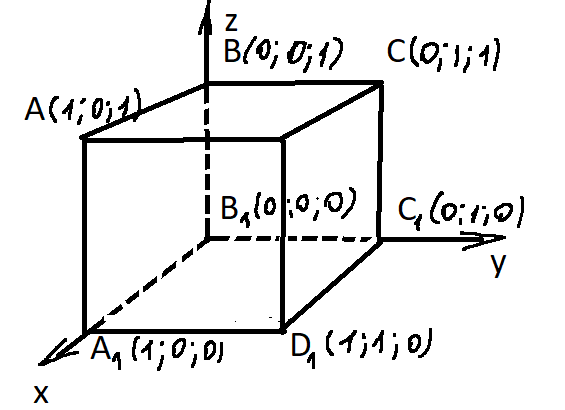 z
B(0; 0; 1)
C(0; 1; 1)
A(1; 0; 1)
B₁(0; 0; 0)
C₁(0; 1; 0)
y
A₁(1; 0; 0)
D₁(1; 1; 0)
x